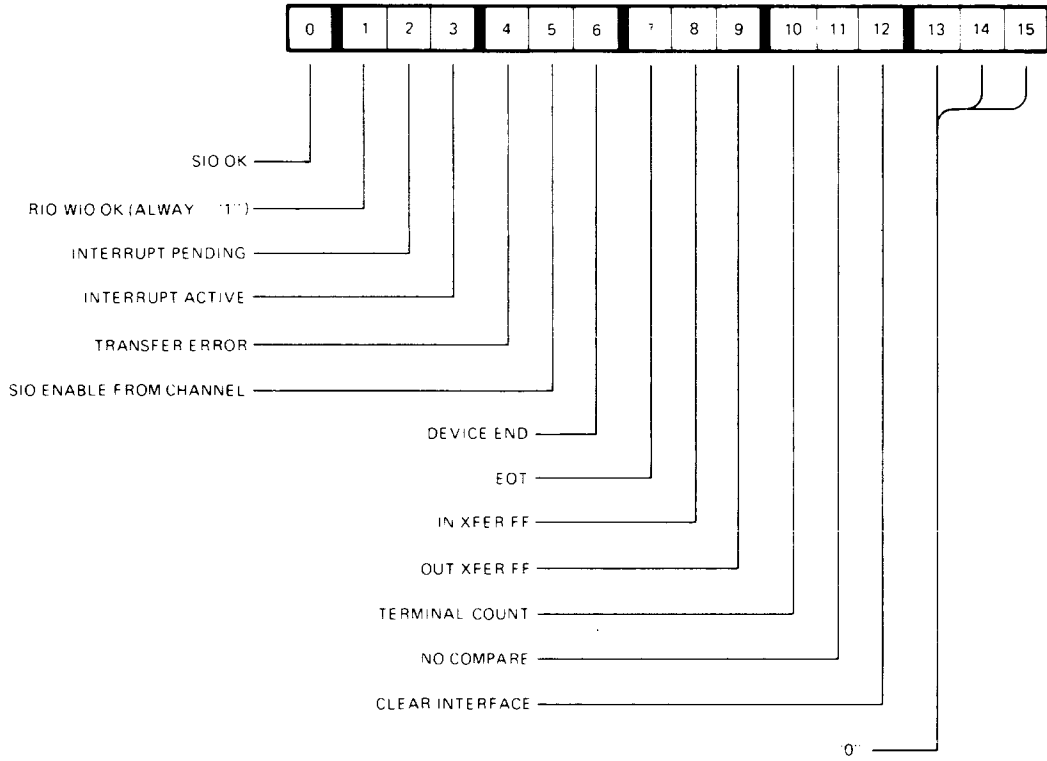 0 1 2 3 4 5 6 7 8 9 10 11 12 13 14 15
SIO OK
RIO WIO OK (ALWAY "1")
INTERRUPT PENDING
INTERRUPT ACTIVE
TRANSFER ERROR
SIO ENABLE FROM CHANNEL
DEVICE END
EOT
IN XFER FF
OUT XFER FF
TERMINAL COUNT
NO COMPARE
CLEAR INTERFACE
"0"